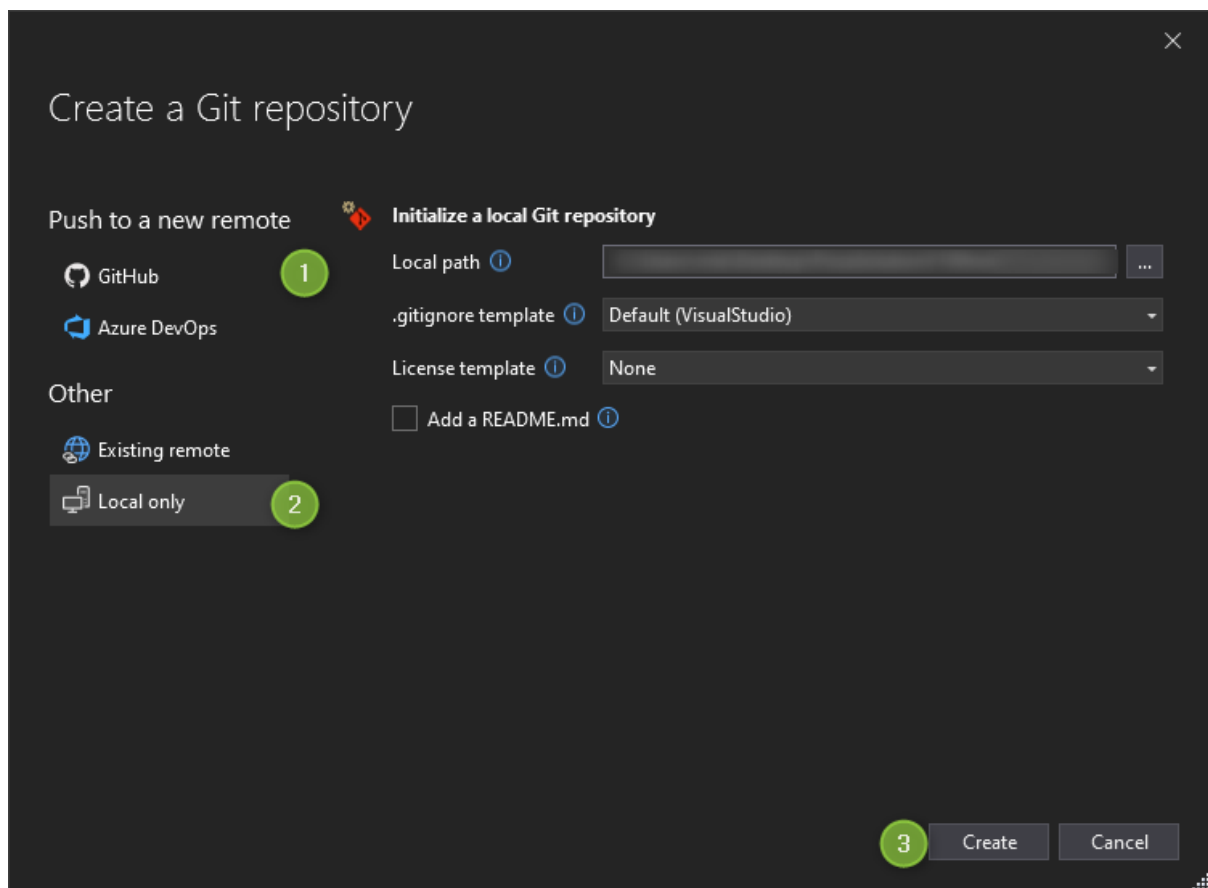 Create a Git repository
Push to a new remote
GitHub
1
Azure DevOps
Other
Existing remote
Local only
2
Initialize a local Git repository
Local path
...
.gitignore template Default (VisualStudio)
License template None
Add a README.md
3 Create Cancel